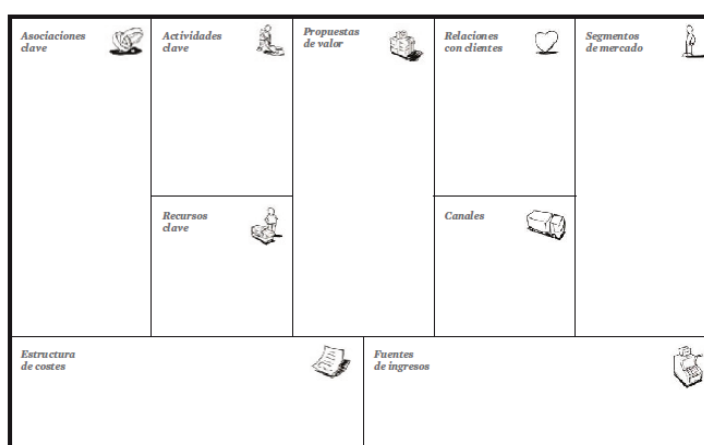 Asociaciones
clave
Actividades
clave
Propuestas
de valor
Relaciones
con clientes
Segmentos
de mercado
Recursos
clave
Canales
Estructura
de costes
Fuentes
de ingresos